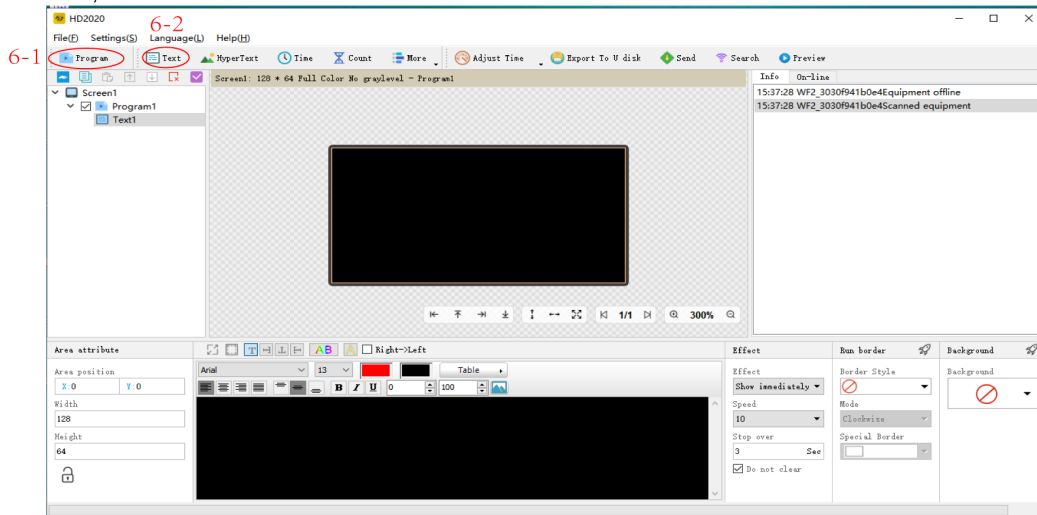 HD2020
6-2
File(F) Settings(S) Language(L) Help(H)
6-1 Program Text HyperText Time Count More Adjust Time Export To U disk Send Search Preview
Screen1: 128 * 64 Full Color No graylevel - Program1
Info On-line
Screen1
Program1
Text1
15:37:28 WF2_3030f941b0e4Equipment offline
15:37:28 WF2_3030f941b0e4Scanned equipment
1/1 300%
Area attribute
Area position
X:0 Y:0
Width
128
Height
64
T AB A Right->Left
Arial 13 Table
B I U 0 100
Effect
Effect
Show immediately
Speed
10
Stop over
3 Sec
Do not clear
Run border
Border Style
Mode
Clockwise
Special Border
Background
Background